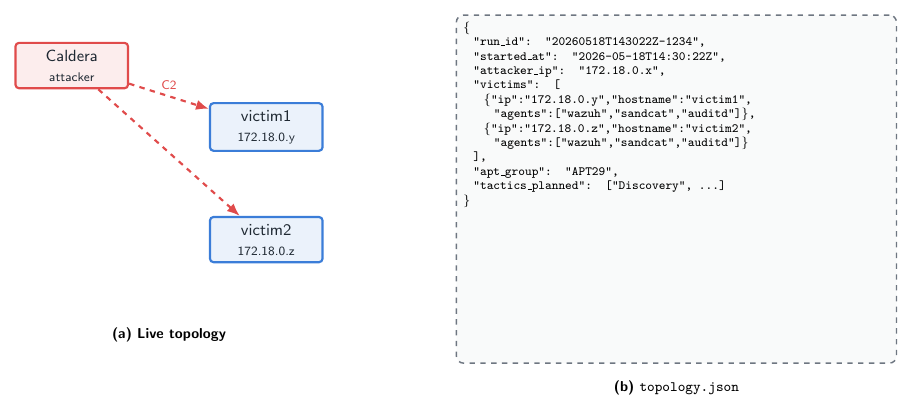 Caldera
attacker
C2
victim1
172.18.0.y
victim2
172.18.0.z
(a) Live topology
{
"run_id": "20260518T143022Z-1234",
"started_at": "2026-05-18T14:30:22Z",
"attacker_ip": "172.18.0.x",
"victims": [
{"ip":"172.18.0.y","hostname":"victim1",
"agents":["wazuh","sandcat","auditd"]},
{"ip":"172.18.0.z","hostname":"victim2",
"agents":["wazuh","sandcat","auditd"]}
],
"apt_group": "APT29",
"tactics_planned": ["Discovery", ...]
}
(b) topology.json